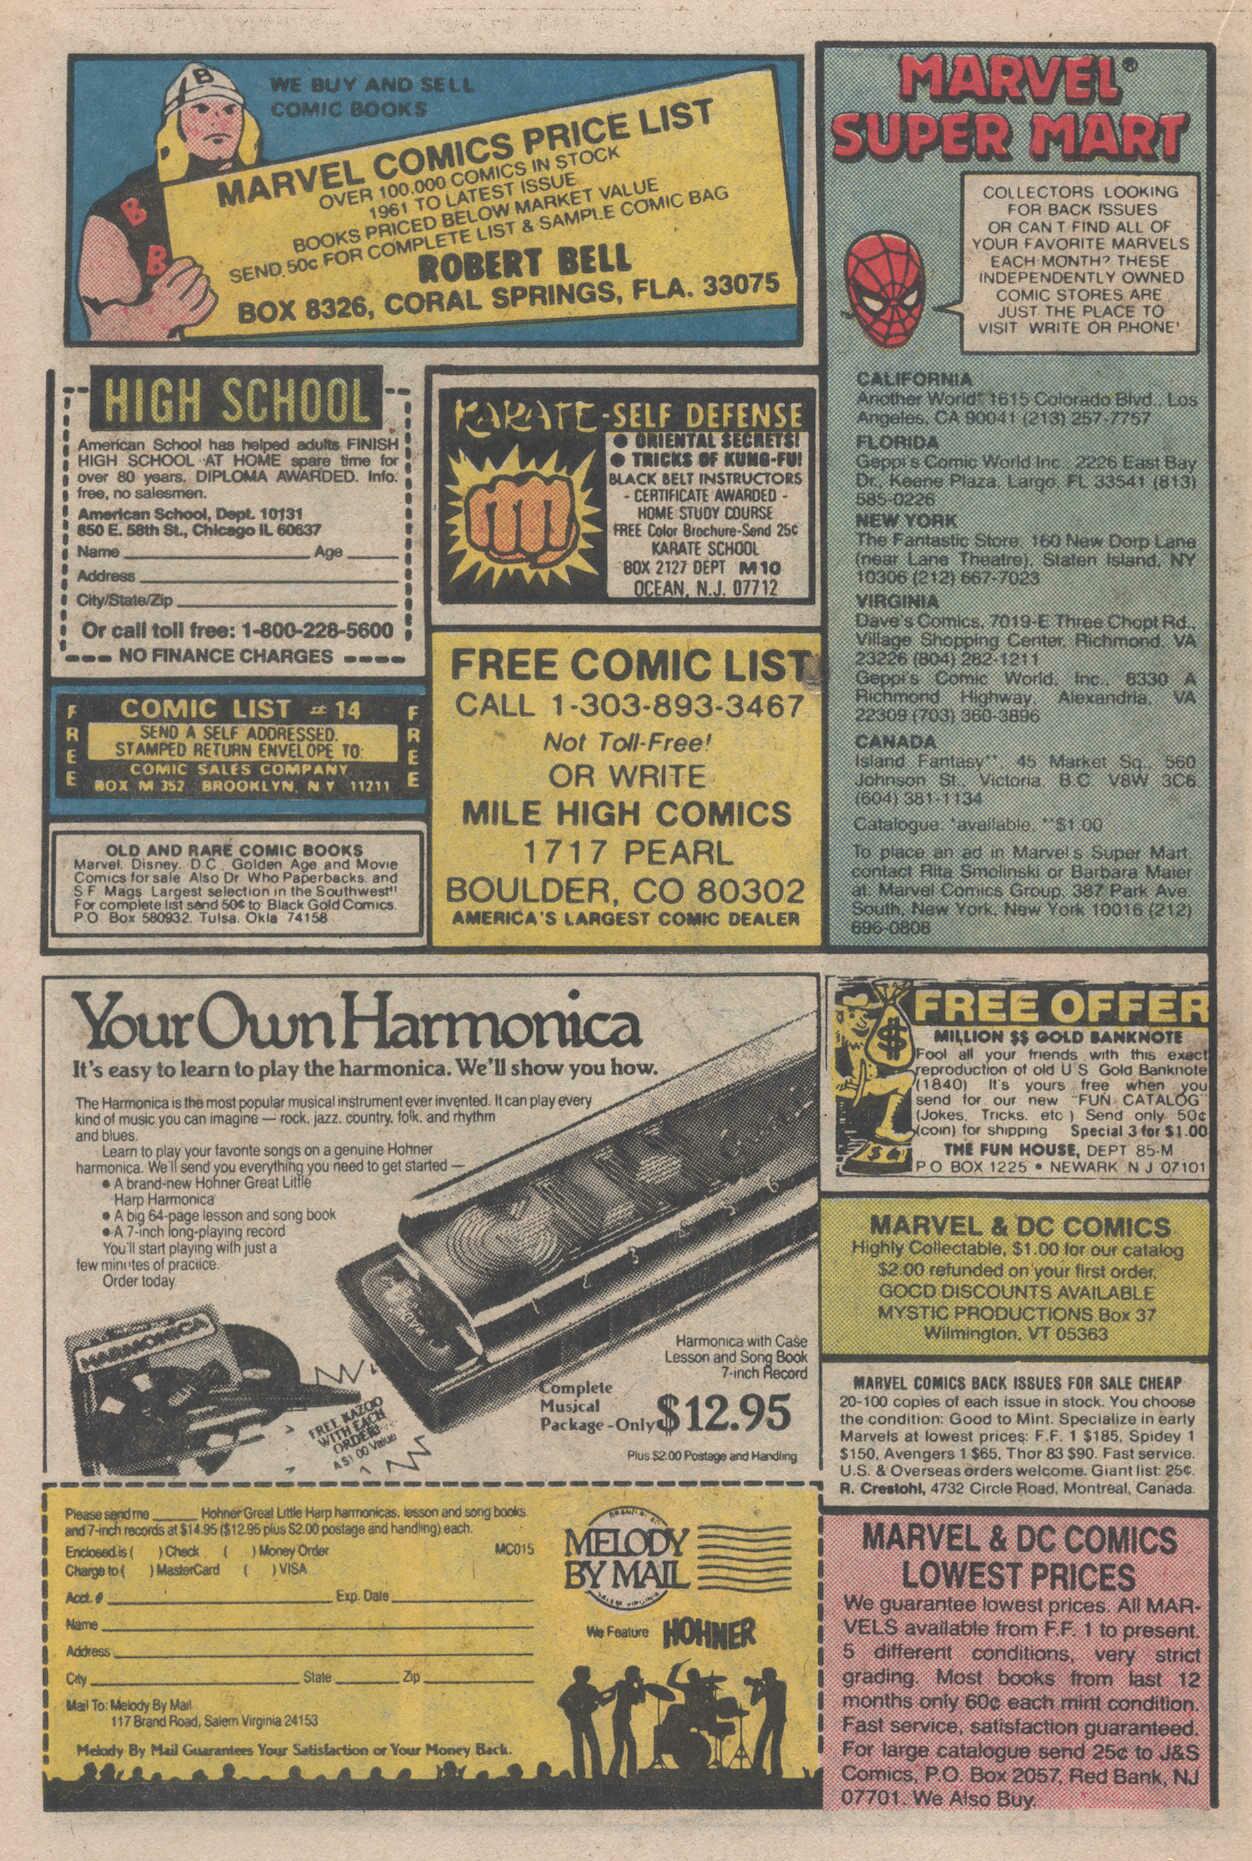 WE BUY AND SELL
COMIC BOOKS
MARVEL COMICS PRICE LIST
OVER 100,000 COMICS IN STOCK
1961 TO LATEST ISSUE
BOOKS PRICED BELOW MARKET VALUE
SEND 50¢ FOR COMPLETE LIST & SAMPLE COMIC BAG
ROBERT BELL
BOX 8326, CORAL SPRINGS, FLA. 33075
B
B
B
MARVEL®
SUPER MART
COLLECTORS LOOKING
FOR BACK ISSUES
OR CAN'T FIND ALL OF
YOUR FAVORITE MARVELS
EACH MONTH? THESE
INDEPENDENTLY OWNED
COMIC STORES ARE
JUST THE PLACE TO
VISIT WRITE OR PHONE!
CALIFORNIA
Another World* 1615 Colorado Blvd., Los
Angeles, CA 90041 (213) 257-7757
FLORIDA
Geppi's Comic World Inc., 2226 East Bay
Dr., Keene Plaza, Largo, FL 33541 (813)
585-0226
NEW YORK
The Fantastic Store, 160 New Dorp Lane
(near Lane Theatre), Staten Island, NY
10306 (212) 667-7023
VIRGINIA
Dave's Comics, 7019-E Three Chopt Rd.,
Village Shopping Center, Richmond, VA
23226 (804) 282-1211
Geppi's Comic World, Inc., 8330 A
Richmond Highway, Alexandria, VA
22309 (703) 360-3896
CANADA
Island Fantasy**, 45 Market Sq., 560
Johnson St., Victoria, B.C. V8W 3C6
(604) 381-1134
Catalogue: *available, **$1.00
To place an ad in Marvel's Super Mart,
contact Rita Smolinski or Barbara Maier
at: Marvel Comics Group, 387 Park Ave.
South, New York, New York 10016 (212)
696-0808
HIGH SCHOOL
American School has helped adults FINISH
HIGH SCHOOL AT HOME spare time for
over 80 years. DIPLOMA AWARDED. Info.
free, no salesmen.
American School, Dept. 10131
850 E. 58th St., Chicago IL 60637
Name Age
Address
City/State/Zip
Or call toll free: 1-800-228-5600
NO FINANCE CHARGES
KARATE-SELF DEFENSE
● ORIENTAL SECRETS!
● TRICKS OF KUNG-FU!
BLACK BELT INSTRUCTORS
- CERTIFICATE AWARDED -
HOME STUDY COURSE
FREE Color Brochure-Send 25¢
KARATE SCHOOL
BOX 2127 DEPT M10
OCEAN, N.J. 07712
FREE
COMIC LIST # 14
SEND A SELF ADDRESSED,
STAMPED RETURN ENVELOPE TO:
COMIC SALES COMPANY
BOX M 352 BROOKLYN, N Y 11211
FREE
OLD AND RARE COMIC BOOKS
Marvel, Disney, D.C. Golden Age and Movie
Comics for sale Also Dr. Who Paperbacks, and
S F Mags Largest selection in the Southwest!!
For complete list send 50¢ to Black Gold Comics,
P.O. Box 580932, Tulsa, Okla 74158
FREE COMIC LIST
CALL 1-303-893-3467
Not Toll-Free!
OR WRITE
MILE HIGH COMICS
1717 PEARL
BOULDER, CO 80302
AMERICA'S LARGEST COMIC DEALER
Your Own Harmonica
It's easy to learn to play the harmonica. We'll show you how.
The Harmonica is the most popular musical instrument ever invented. It can play every
kind of music you can imagine — rock, jazz, country, folk, and rhythm
and blues.
Learn to play your favorite songs on a genuine Hohner
harmonica. We'll send you everything you need to get started —
● A brand-new Hohner Great Little
Harp Harmonica
● A big 64-page lesson and song book
● A 7-inch long-playing record
You'll start playing with just a
few minutes of practice.
Order today.
HARMONICA
FREE KAZOO
WITH EACH
ORDER!
A $1.00 Value
Harmonica with Case
Lesson and Song Book
7-inch Record
Complete
Musical
Package -Only $12.95
Plus $2.00 Postage and Handling
Please send me Hohner Great Little Harp harmonicas, lesson and song books
and 7-inch records at $14.95 ($12.95 plus $2.00 postage and handling) each.
Enclosed is ( ) Check ( ) Money Order MC015
Charge to ( ) MasterCard ( ) VISA
Acct. # Exp. Date
Name
Address
City State Zip
Mail To: Melody By Mail
117 Brand Road, Salem Virginia 24153
Melody By Mail Guarantees Your Satisfaction or Your Money Back.
MELODY
BY MAIL
We Feature HOHNER
FREE OFFER
MILLION $$ GOLD BANKNOTE
Fool all your friends with this exact
reproduction of old U S Gold Banknote
(1840) It's yours free when you
send for our new "FUN CATALOG"
(Jokes, Tricks, etc ) Send only 50¢
(coin) for shipping Special 3 for $1.00
THE FUN HOUSE, DEPT 85-M
P O BOX 1225 • NEWARK N J 07101
MARVEL & DC COMICS
Highly Collectable, $1.00 for our catalog
$2.00 refunded on your first order,
GOOD DISCOUNTS AVAILABLE
MYSTIC PRODUCTIONS Box 37
Wilmington, VT 05363
MARVEL COMICS BACK ISSUES FOR SALE CHEAP
20-100 copies of each issue in stock. You choose
the condition: Good to Mint. Specialize in early
Marvels at lowest prices: F.F. 1 $185, Spidey 1
$150, Avengers 1 $65, Thor 83 $90. Fast service.
U.S. & Overseas orders welcome. Giant list: 25¢.
R. Crestohl, 4732 Circle Road, Montreal, Canada.
MARVEL & DC COMICS
LOWEST PRICES
We guarantee lowest prices. All MAR-
VELS available from F.F. 1 to present.
5 different conditions, very strict
grading. Most books from last 12
months only 60¢ each mint condition.
Fast service, satisfaction guaranteed.
For large catalogue send 25¢ to J&S
Comics, P.O. Box 2057, Red Bank, NJ
07701. We Also Buy.